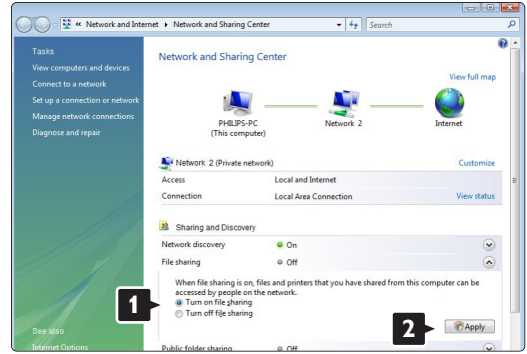 Network and Internet Network and Sharing Center Search
Tasks
View computers and devices
Connect to a network
Set up a connection or network
Manage network connections
Diagnose and repair
See also
Internet Options
Network and Sharing Center
View full map
PHILIPS-PC
(This computer)
Network 2
Internet
Network 2 (Private network) Customize
Access Local and Internet
Connection Local Area Connection View status
Sharing and Discovery
Network discovery On
File sharing Off
When file sharing is on, files and printers that you have shared from this computer can be
accessed by people on the network.
1 Turn on file sharing
Turn off file sharing
2 Apply
Public folder sharing Off